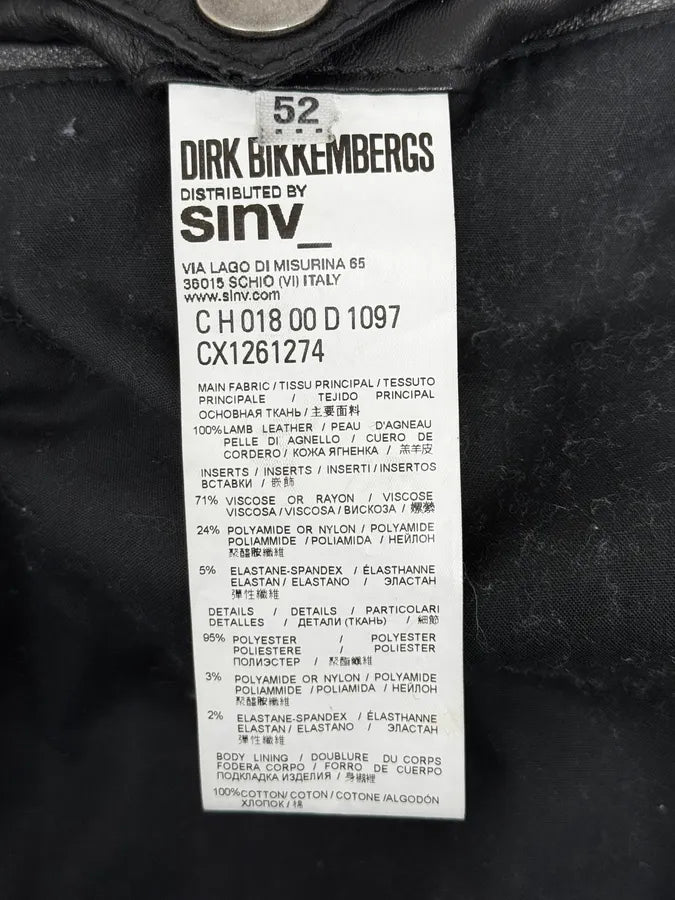 52
DIRK BIKKEMBERGS
DISTRIBUTED BY
sinv_
VIA LAGO DI MISURINA 65
36015 SCHIO (VI) ITALY
www.sinv.com
C H 018 00 D 1097
CX1261274
MAIN FABRIC / TISSU PRINCIPAL / TESSUTO
PRINCIPALE / TEJIDO PRINCIPAL
ОСНОВНАЯ ТКАНЬ / 主要面料
100%LAMB LEATHER / PEAU D'AGNEAU
PELLE DI AGNELLO / CUERO DE
CORDERO / КОЖА ЯГНЕНКА / 羔羊皮
INSERTS / INSERTS / INSERTI / INSERTOS
ВСТАВКИ / 嵌飾
71% VISCOSE OR RAYON / VISCOSE
VISCOSA / VISCOSA / ВИСКОЗА /
24% POLYAMIDE OR NYLON / POLYAMIDE
POLIAMMIDE / POLIAMIDA / НЕЙЛОН
聚醯胺纖維
5% ELASTANE-SPANDEX / ÉLASTHANNE
ELASTAN / ELASTANO / ЭЛАСТАН
彈性纖維
DETAILS / DETAILS / PARTICOLARI
DETALLES / ДЕТАЛИ (ТКАНЬ) / 細節
95% POLYESTER / POLYESTER
POLIESTERE / POLIESTER
ПОЛИЭСТЕР / 聚酯纖維
3% POLYAMIDE OR NYLON / POLYAMIDE
POLIAMMIDE / POLIAMIDA / НЕЙЛОН
聚醯胺纖維
2% ELASTANE-SPANDEX / ÉLASTHANNE
ELASTAN / ELASTANO / ЭЛАСТАН
彈性纖維
BODY LINING / DOUBLURE DU CORPS
FODERA CORPO / FORRO DE CUERPO
ПОДКЛАДКА ИЗДЕЛИЯ / 身襯裡
100%COTTON/ COTON / COTONE /ALGODÓN
ХЛОПОК / 棉